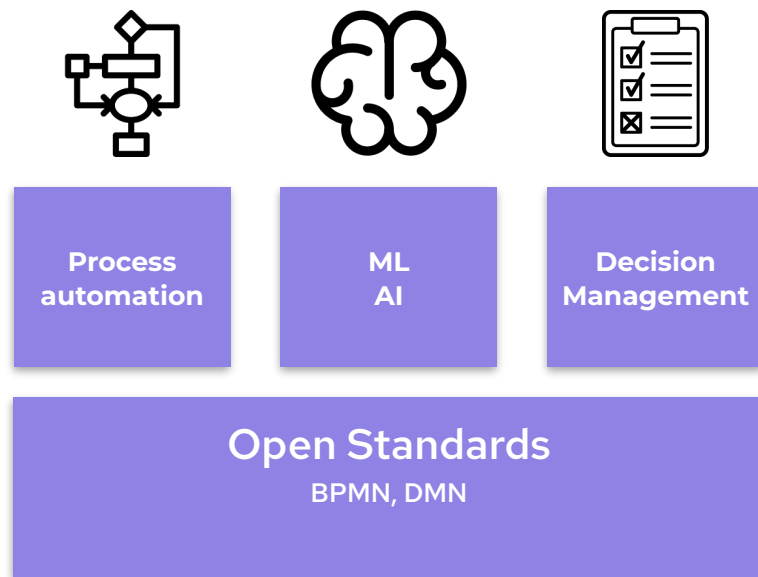 Process
automation
ML
AI
Decision
Management
Open Standards
BPMN, DMN